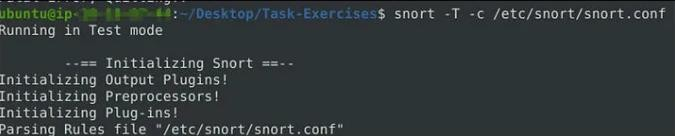 ubuntu@ip- :~/Desktop/Task-Exercises$ snort -T -c /etc/snort/snort.conf
Running in Test mode
--== Initializing Snort ==--
Initializing Output Plugins!
Initializing Preprocessors!
Initializing Plug-ins!
Parsing Rules file "/etc/snort/snort.conf"